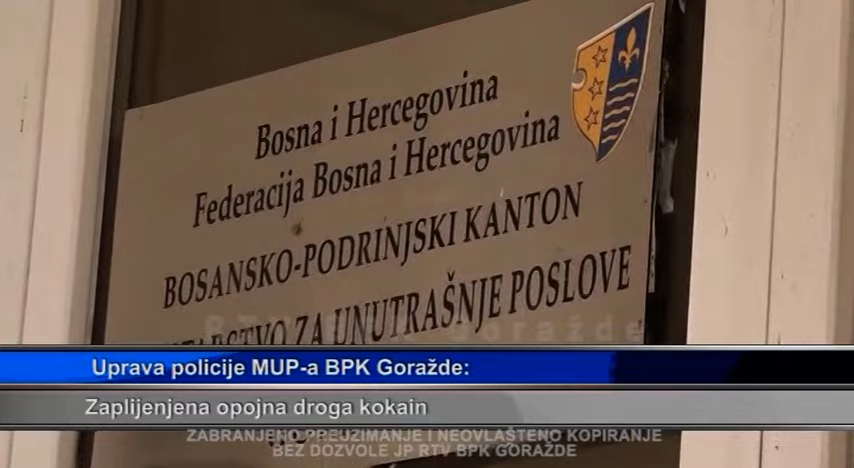 Bosna i Hercegovina
Federacija Bosna i Hercegovina
BOSANSKO-PODRINJSKI KANTON
ZA UNUTRAŠNJE POSLOVE
Uprava policije MUP-a BPK Goražde:
Zaplijenjena opojna droga kokain
ZABRANJENO PREUZIMANJE I NEOVLAŠTENO KOPIRANJE
BEZ DOZVOLE JP RTV BPK GORAŽDE